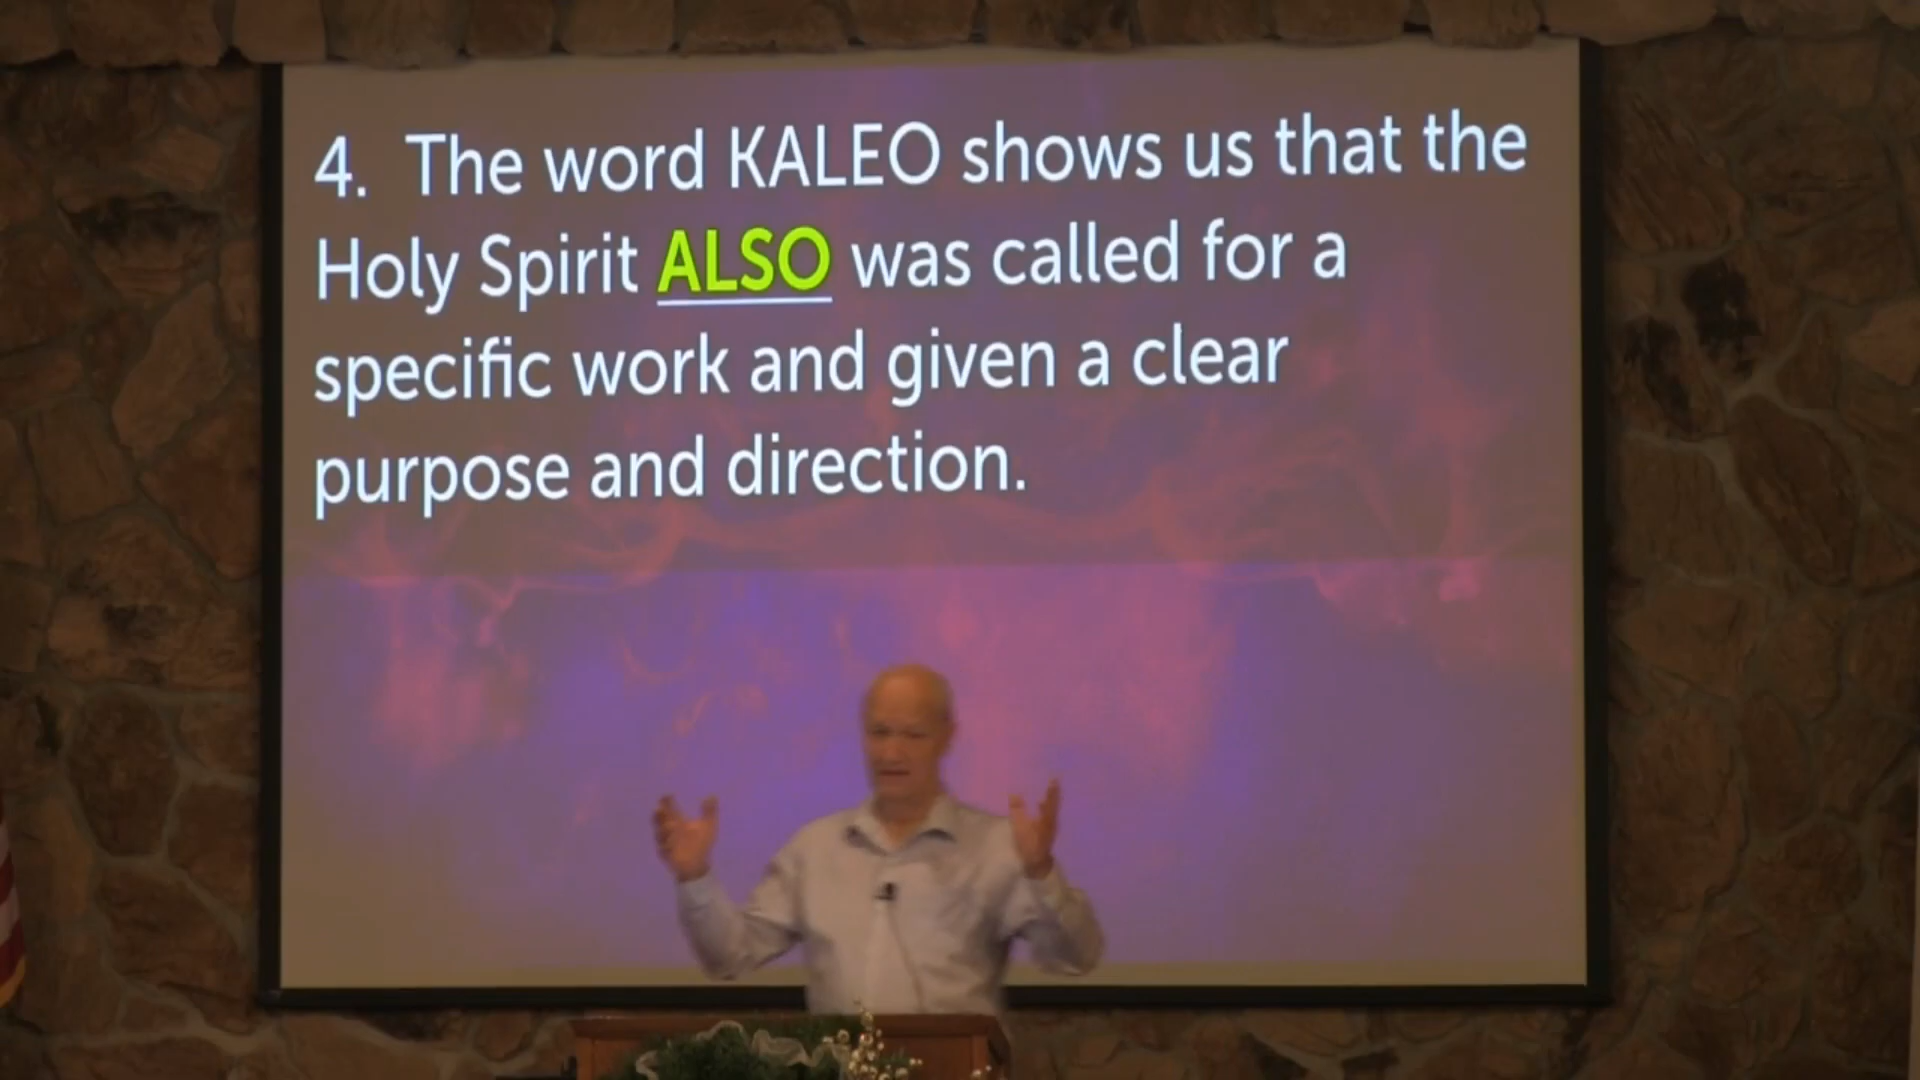 4. The word KALEO shows us that the
Holy Spirit ALSO was called for a
specific work and given a clear
purpose and direction.